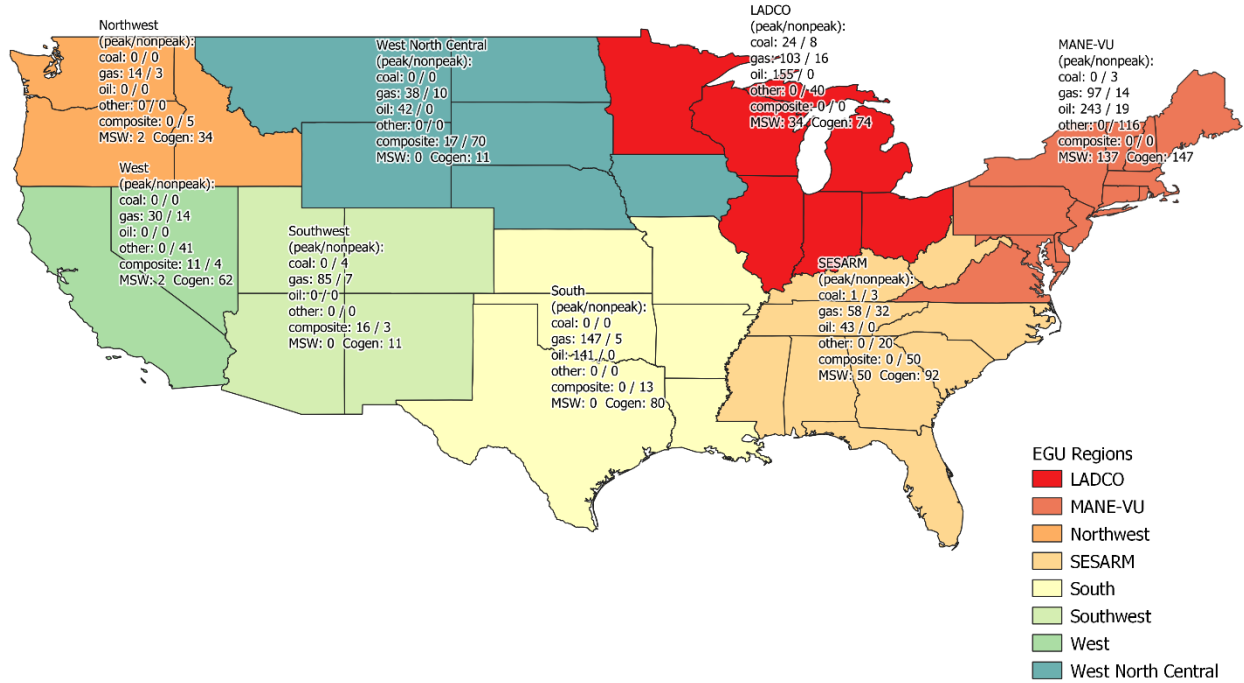 Northwest
(peak/nonpeak):
coal: 0 / 0
gas: 14 / 3
oil: 0 / 0
other: 0 / 0
composite: 0 / 5
MSW: 2  Cogen: 34
West North Central
(peak/nonpeak):
coal: 0 / 0
gas: 38 / 10
oil: 42 / 0
other: 0 / 0
composite: 17 / 70
MSW: 0  Cogen: 11
LADCO
(peak/nonpeak):
coal: 24 / 8
gas: 103 / 16
oil: 155 / 0
other: 0 / 40
composite: 0 / 0
MSW: 34  Cogen: 74
MANE-VU
(peak/nonpeak):
coal: 0 / 3
gas: 97 / 14
oil: 243 / 19
other: 0 / 116
composite: 0 / 0
MSW: 137  Cogen: 147
West
(peak/nonpeak):
coal: 0 / 0
gas: 30 / 14
oil: 0 / 0
other: 0 / 41
composite: 11 / 4
MSW: 2  Cogen: 62
Southwest
(peak/nonpeak):
coal: 0 / 4
gas: 85 / 7
oil: 0 / 0
other: 0 / 0
composite: 16 / 3
MSW: 0  Cogen: 11
South
(peak/nonpeak):
coal: 0 / 0
gas: 147 / 5
oil: 141 / 0
other: 0 / 0
composite: 0 / 13
MSW: 0  Cogen: 80
SESARM
(peak/nonpeak):
coal: 1 / 3
gas: 58 / 32
oil: 43 / 0
other: 0 / 20
composite: 0 / 50
MSW: 50  Cogen: 92
EGU Regions
LADCO
MANE-VU
Northwest
SESARM
South
Southwest
West
West North Central